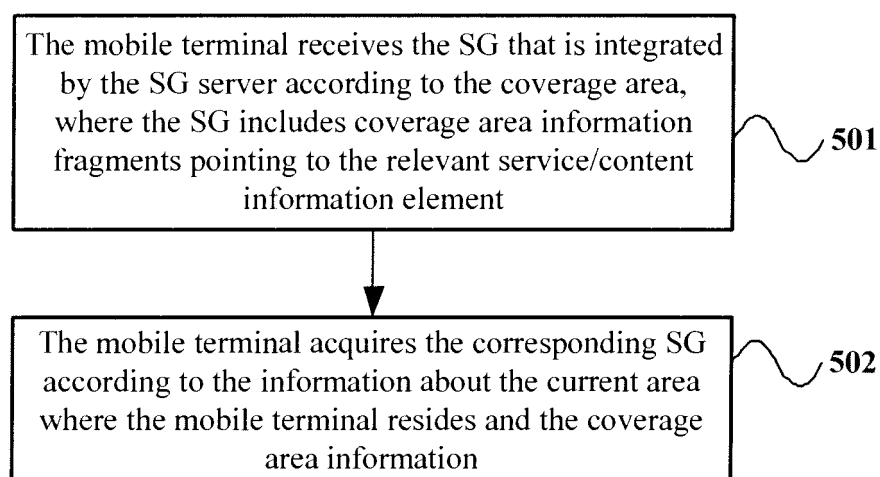 The mobile terminal receives the SG that is integrated
by the SG server according to the coverage area,
where the SG includes coverage area information
fragments pointing to the relevant service/content
information element
501
The mobile terminal acquires the corresponding SG
according to the information about the current area
where the mobile terminal resides and the coverage
area information
502